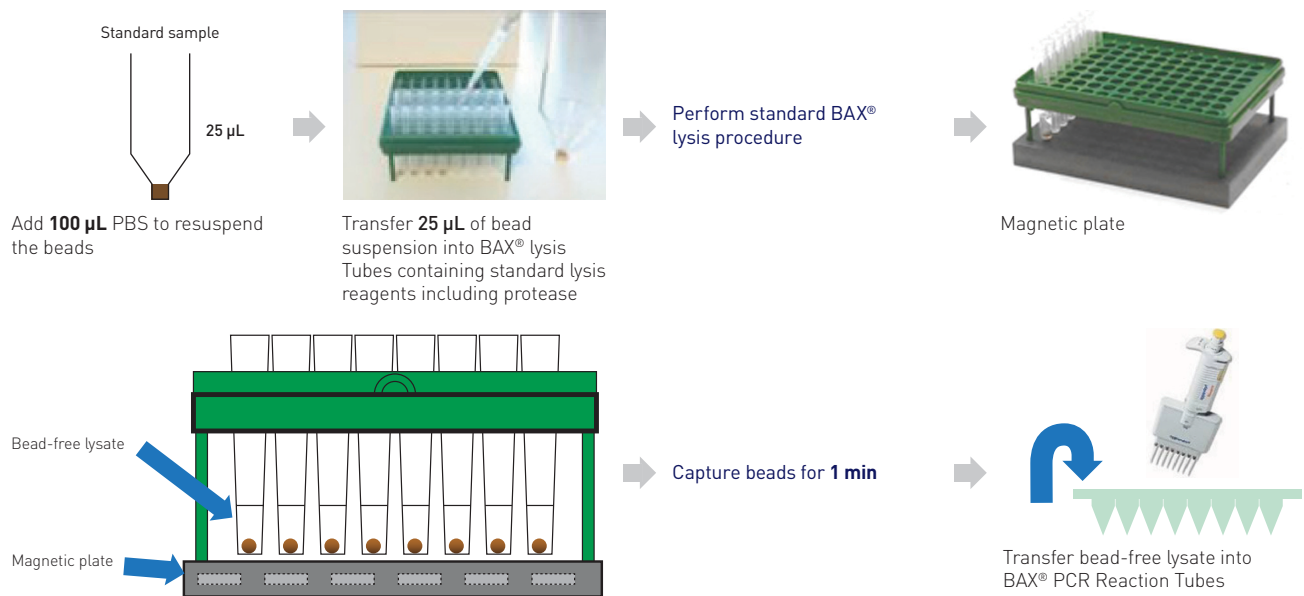 Standard sample
25 µL
Add 100 µL PBS to resuspend
the beads
Transfer 25 µL of bead
suspension into BAX® lysis
Tubes containing standard lysis
reagents including protease
Perform standard BAX®
lysis procedure
Magnetic plate
Bead-free lysate
Magnetic plate
Capture beads for 1 min
Transfer bead-free lysate into
BAX® PCR Reaction Tubes